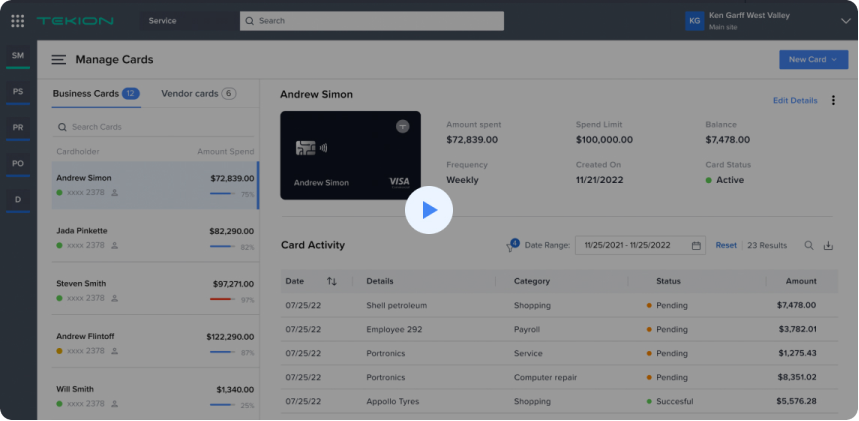 TEKION
Service
Search
KG
Ken Garff West Valley
Main site
SM
PS
PR
PO
D
Manage Cards
New Card
Business Cards 12
Vendor cards 6
Search Cards
Cardholder Amount Spend
Andrew Simon $72,839.00
xxxx 2378 75%
Jada Pinkette $82,290.00
xxxx 2378 82%
Steven Smith $97,271.00
xxxx 2378 97%
Andrew Flintoff $122,290.00
xxxx 2378 87%
Will Smith $1,340.00
xxxx 2378 25%
Andrew Simon
Edit Details
Andrew Simon VISA
Amount spent Spend Limit Balance
$72,839.00 $100,000.00 $7,478.00
Frequency Created On Card Status
Weekly 11/21/2022 Active
Card Activity
4 Date Range: 11/25/2021 - 11/25/2022 Reset 23 Results
Date Details Category Status Amount
07/25/22 Shell petroleum Shopping Pending $7,478.00
07/25/22 Employee 292 Payroll Pending $3,782.01
07/25/22 Portronics Service Pending $1,275.43
07/25/22 Portronics Computer repair Pending $8,351.02
07/25/22 Appollo Tyres Shopping Succesful $5,576.28